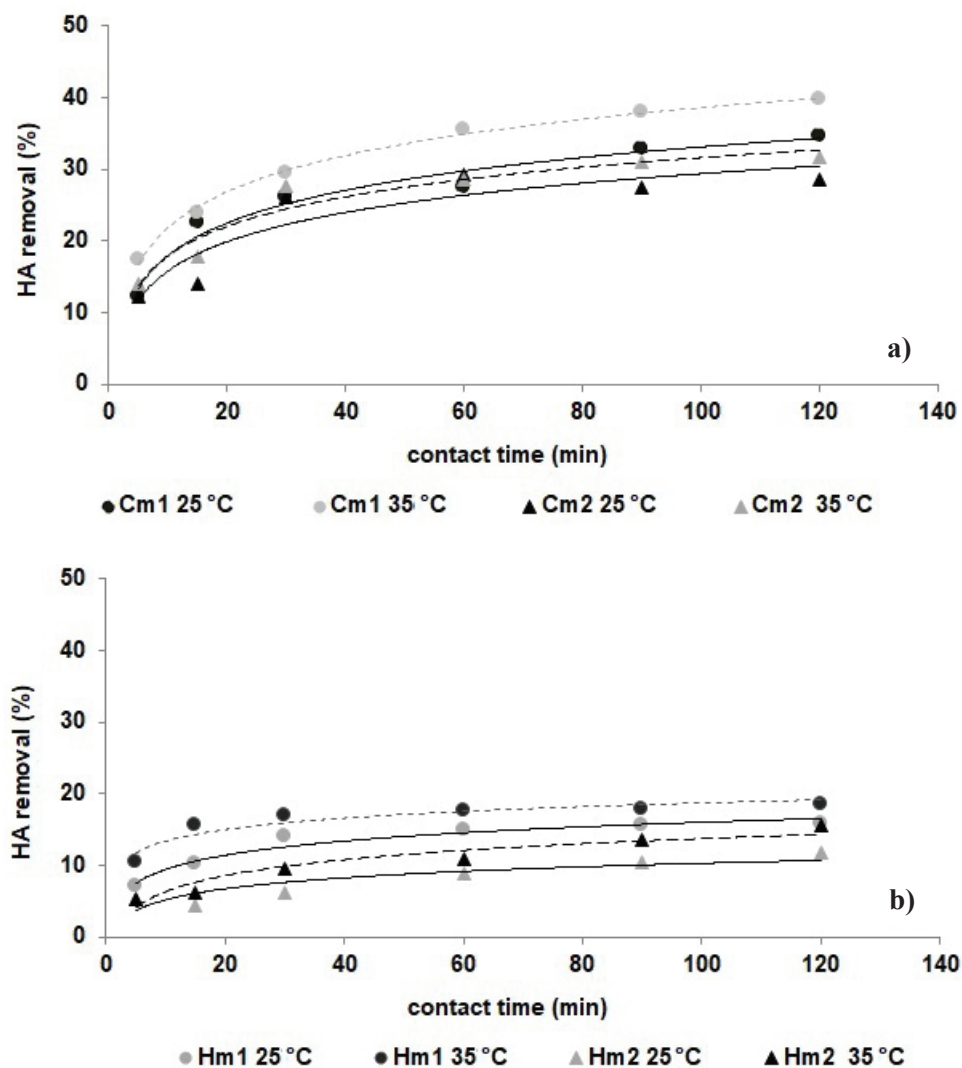 50
40
30
20
10
0
HA removal (%)
a)
0 20 40 60 80 100 120 140
contact time (min)
Cm1 25 °C Cm1 35 °C Cm2 25 °C Cm2 35 °C
50
40
30
20
10
0
HA removal (%)
b)
0 20 40 60 80 100 120 140
contact time (min)
Hm1 25 °C Hm1 35 °C Hm2 25 °C Hm2 35 °C